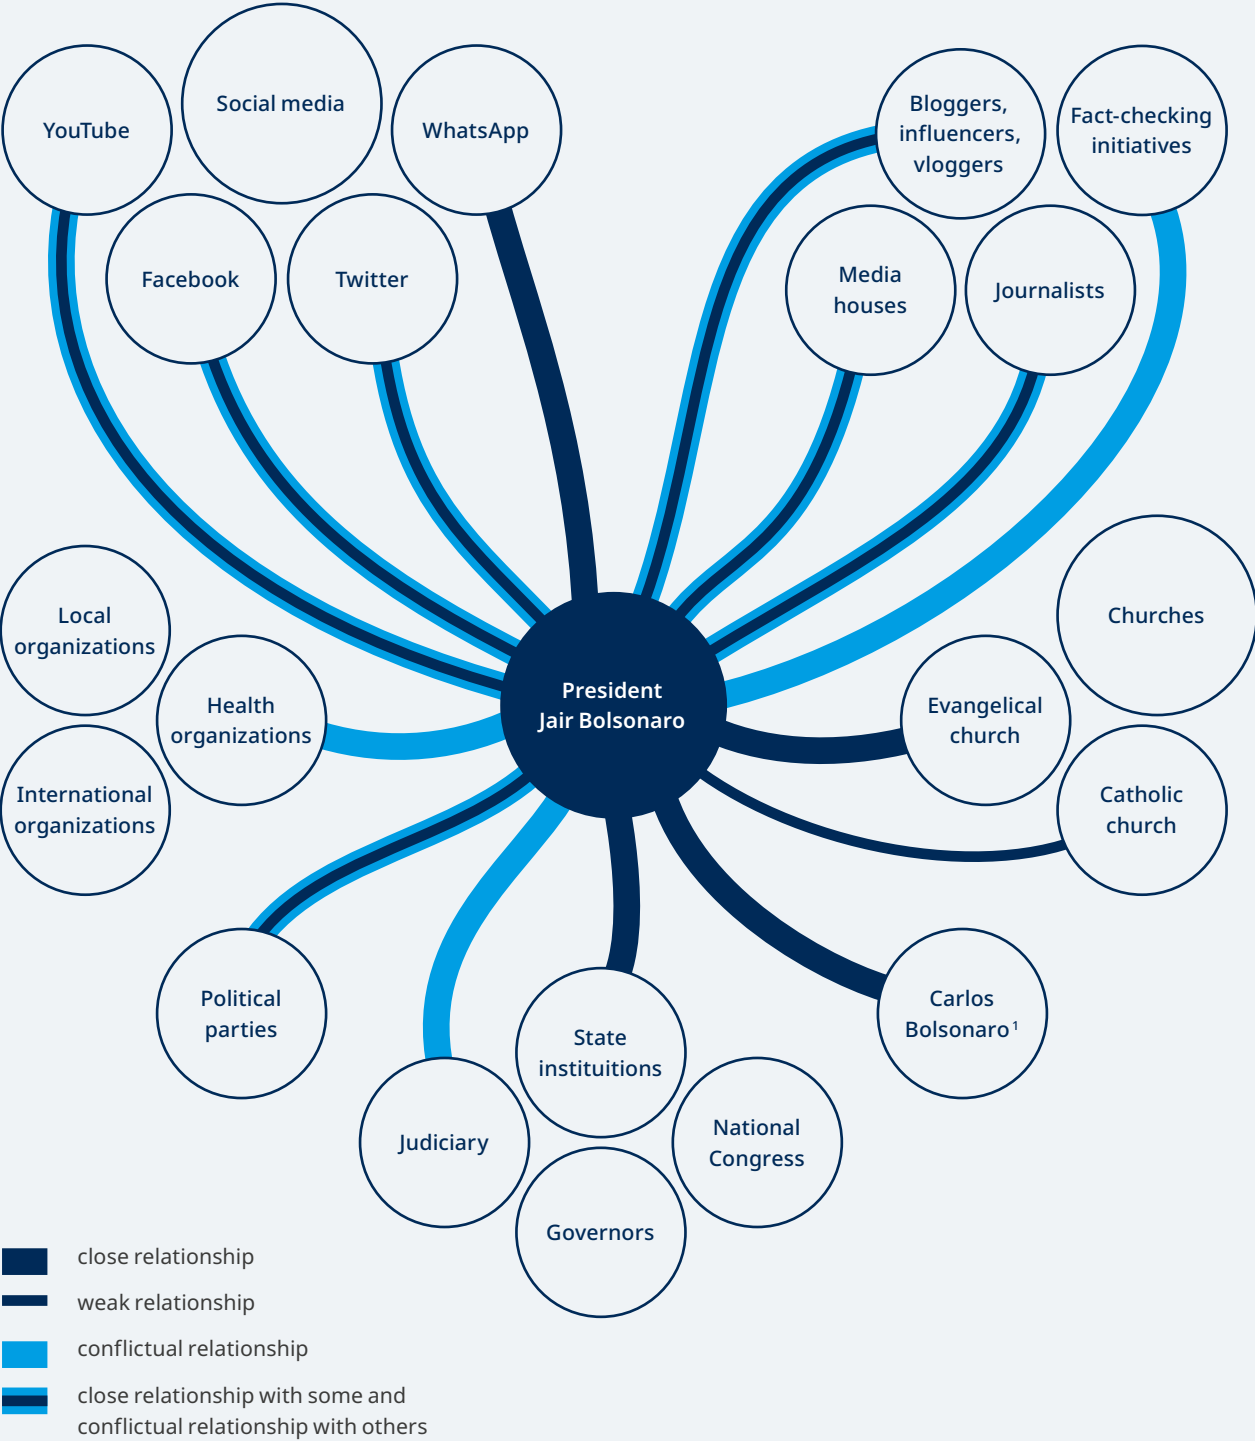 Social media
YouTube
WhatsApp
Facebook
Twitter
Bloggers,
influencers,
vloggers
Fact-checking
initiatives
Media
houses
Journalists
Local
organizations
Health
organizations
International
organizations
President
Jair Bolsonaro
Churches
Evangelical
church
Catholic
church
Political
parties
Judiciary
State
instituitions
National
Congress
Governors
Carlos
Bolsonaro¹
close relationship
weak relationship
conflictual relationship
close relationship with some and
conflictual relationship with others